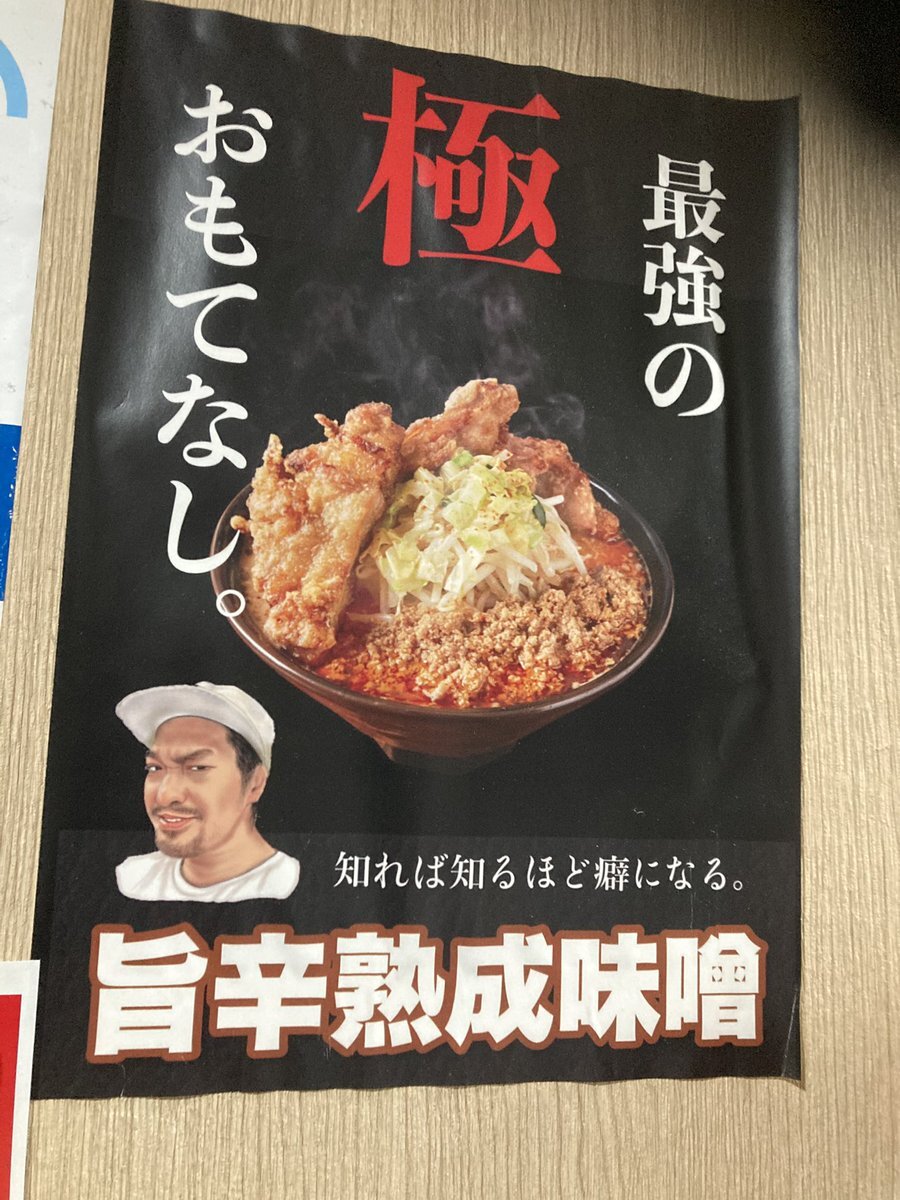 最強の
極
おもてなし。
知れば知るほど癖になる。
旨辛熟成味噌